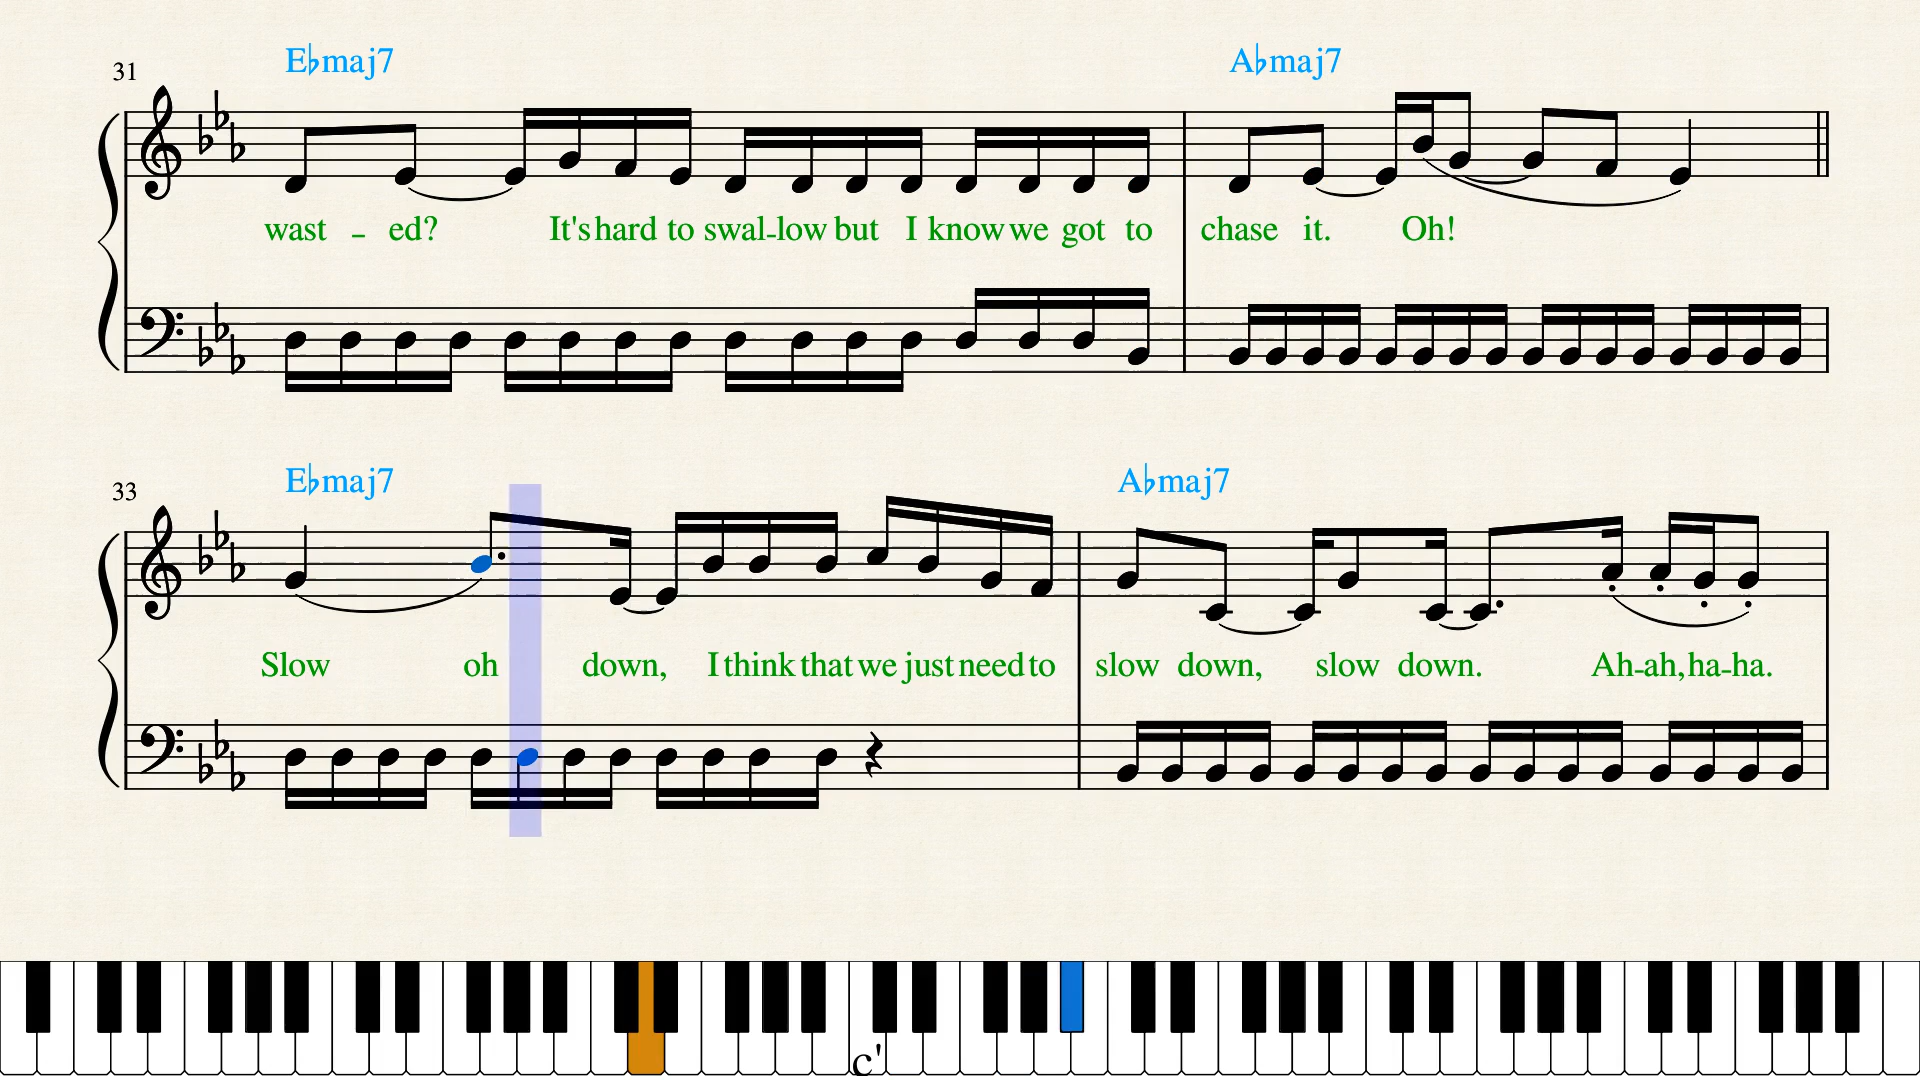 31 E♭maj7 A♭maj7
wast - ed? It's hard to swal-low but I know we got to chase it. Oh!
33 E♭maj7 A♭maj7
Slow oh down, I think that we just need to slow down, slow down. Ah-ah, ha-ha.
c'